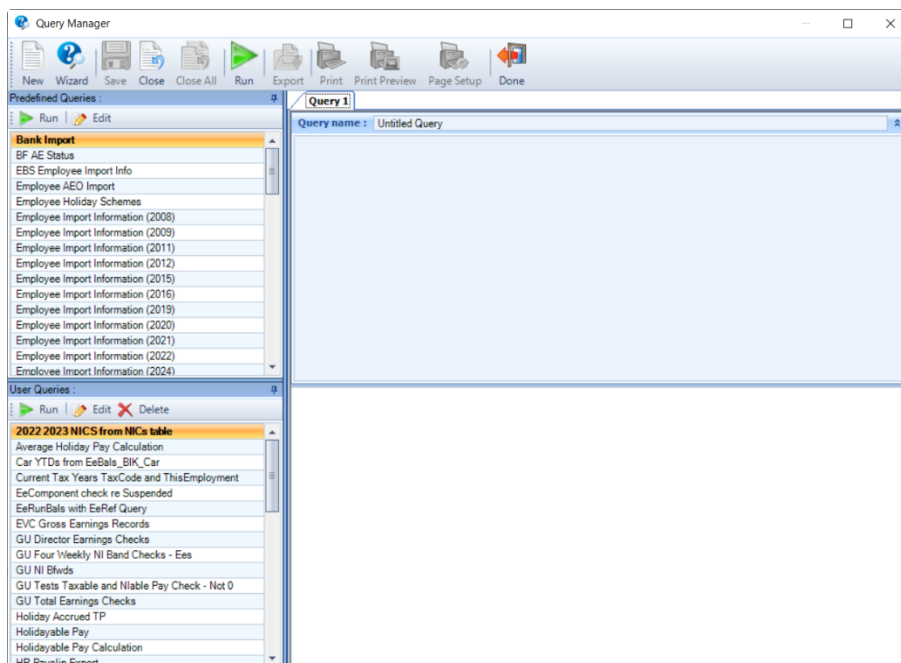 Query Manager
New Wizard Save Close Close All Run Export Print Print Preview Page Setup Done
Predefined Queries :
Run Edit
Bank Import
BF AE Status
EBS Employee Import Info
Employee AEO Import
Employee Holiday Schemes
Employee Import Information (2008)
Employee Import Information (2009)
Employee Import Information (2011)
Employee Import Information (2012)
Employee Import Information (2015)
Employee Import Information (2016)
Employee Import Information (2019)
Employee Import Information (2020)
Employee Import Information (2021)
Employee Import Information (2022)
Employee Import Information (2024)
User Queries :
Run Edit Delete
2022 2023 NICS from NICs table
Average Holiday Pay Calculation
Car YTDs from EeBals_BIK_Car
Current Tax Years TaxCode and ThisEmployment
EeComponent check re Suspended
EeRunBals with EeRef Query
EVC Gross Earnings Records
GU Director Earnings Checks
GU Four Weekly NI Band Checks - Ees
GU NI Bfwds
GU Tests Taxable and NIable Pay Check - Not 0
GU Total Earnings Checks
Holiday Accrued TP
Holidayable Pay
Holidayable Pay Calculation
HR Payslip Export
Query 1
Query name : Untitled Query